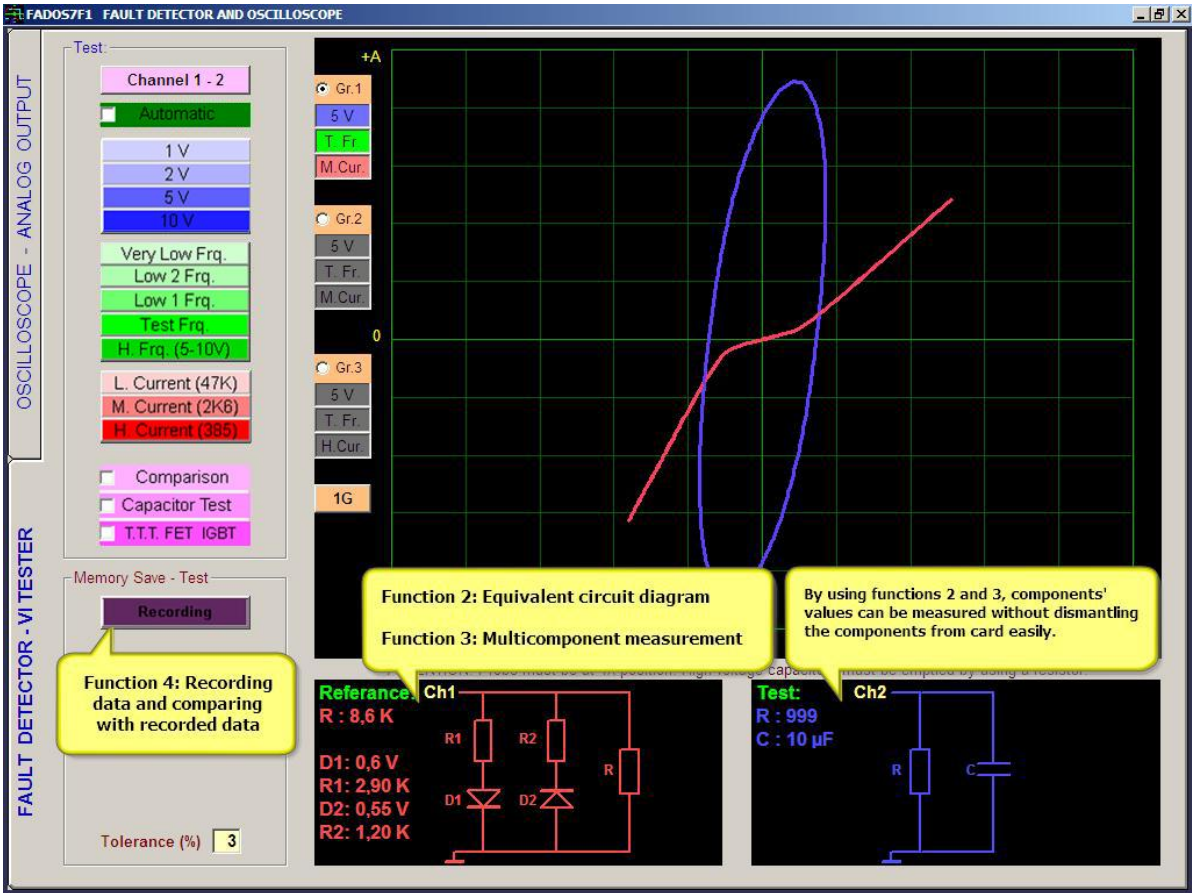 FADOS7F1 FAULT DETECTOR AND OSCILLOSCOPE
OSCILLOSCOPE - ANALOG OUTPUT
FAULT DETECTOR - VI TESTER
Test:
Channel 1 - 2
Automatic
1 V
2 V
5 V
10 V
Very Low Frq.
Low 2 Frq.
Low 1 Frq.
Test Frq.
H. Frq. (5-10V)
L. Current (47K)
M. Current (2K6)
H. Current (385)
Comparison
Capacitor Test
T.T.T. FET IGBT
Memory Save - Test
Recording
Function 4: Recording
data and comparing
with recorded data
Tolerance (%) 3
+A
Gr.1
5 V
T. Fr.
M.Cur.
Gr.2
5 V
T. Fr.
M.Cur.
0
Gr.3
5 V
T. Fr.
H.Cur.
1G
Function 2: Equivalent circuit diagram
Function 3: Multicomponent measurement
By using functions 2 and 3, components'
values can be measured without dismantling
the components from card easily.
must be emptied by using a resistor.
Referance: Ch1
R : 8,6 K
D1: 0,6 V
R1: 2,90 K
D2: 0,55 V
R2: 1,20 K
R1
R2
R
D1
D2
Test: Ch2
R : 999
C : 10 µF
R
C